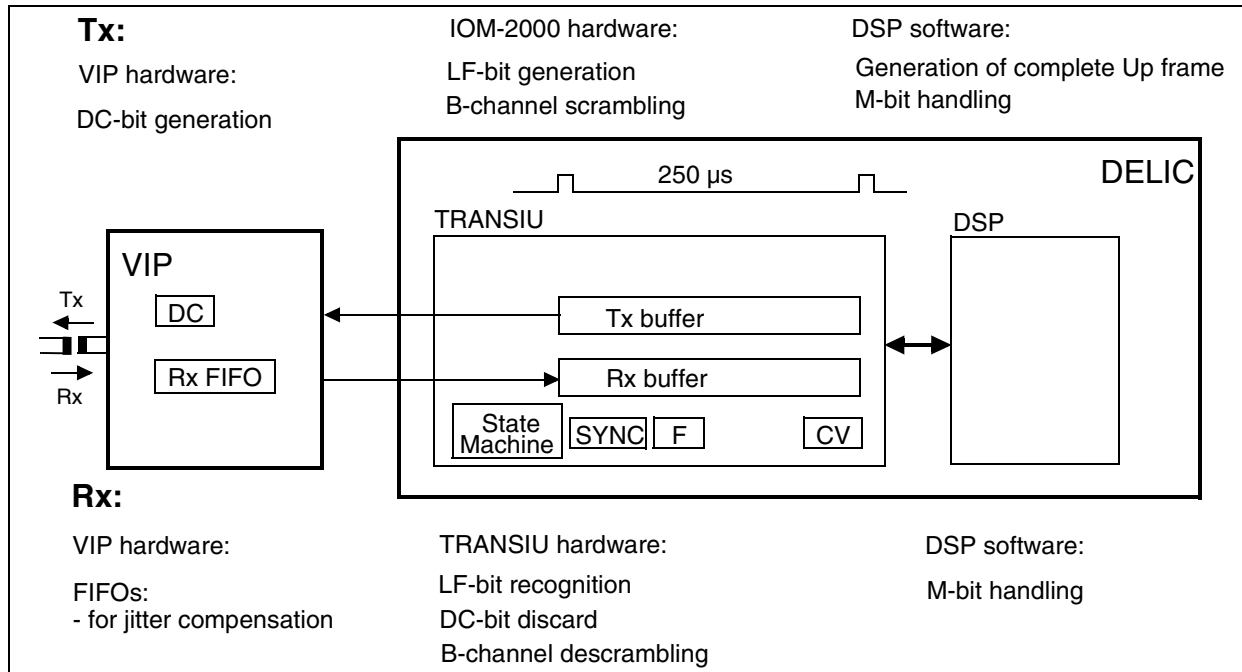 Tx:
VIP hardware:
DC-bit generation
IOM-2000 hardware:
LF-bit generation
B-channel scrambling
DSP software:
Generation of complete Up frame
M-bit handling
DELIC
250 µs
TRANSIU
DSP
VIP
Tx
DC
Tx buffer
Rx FIFO
Rx buffer
Rx
State
Machine
SYNC
F
CV
Rx:
VIP hardware:
FIFOs:
- for jitter compensation
TRANSIU hardware:
LF-bit recognition
DC-bit discard
B-channel descrambling
DSP software:
M-bit handling